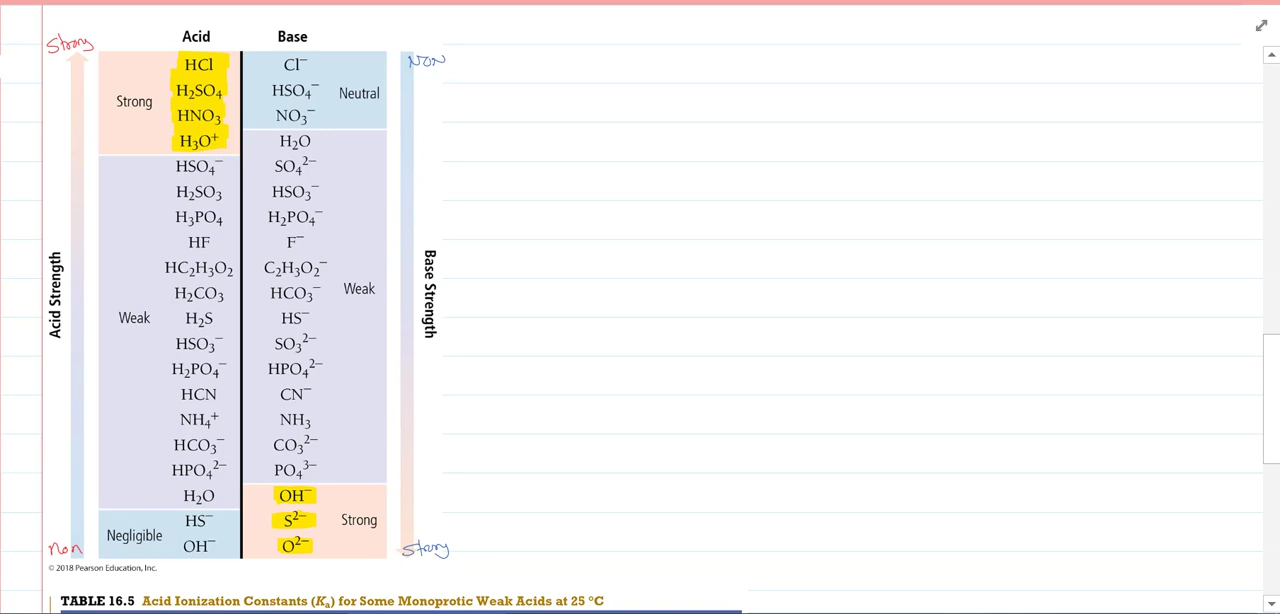 Acid Base
Strong
NON
HCl Cl⁻
H₂SO₄ HSO₄⁻
Strong Neutral
HNO₃ NO₃⁻
H₃O⁺ H₂O
HSO₄⁻ SO₄²⁻
H₂SO₃ HSO₃⁻
H₃PO₄ H₂PO₄⁻
HF F⁻
HC₂H₃O₂ C₂H₃O₂⁻
H₂CO₃ HCO₃⁻
Weak
Acid Strength
Base Strength
Weak H₂S HS⁻
HSO₃⁻ SO₃²⁻
H₂PO₄⁻ HPO₄²⁻
HCN CN⁻
NH₄⁺ NH₃
HCO₃⁻ CO₃²⁻
HPO₄²⁻ PO₄³⁻
H₂O OH⁻
HS⁻ S²⁻ Strong
Negligible
OH⁻ O²⁻
Non
Strong
© 2018 Pearson Education, Inc.
TABLE 16.5 Acid Ionization Constants (Kₐ) for Some Monoprotic Weak Acids at 25 °C